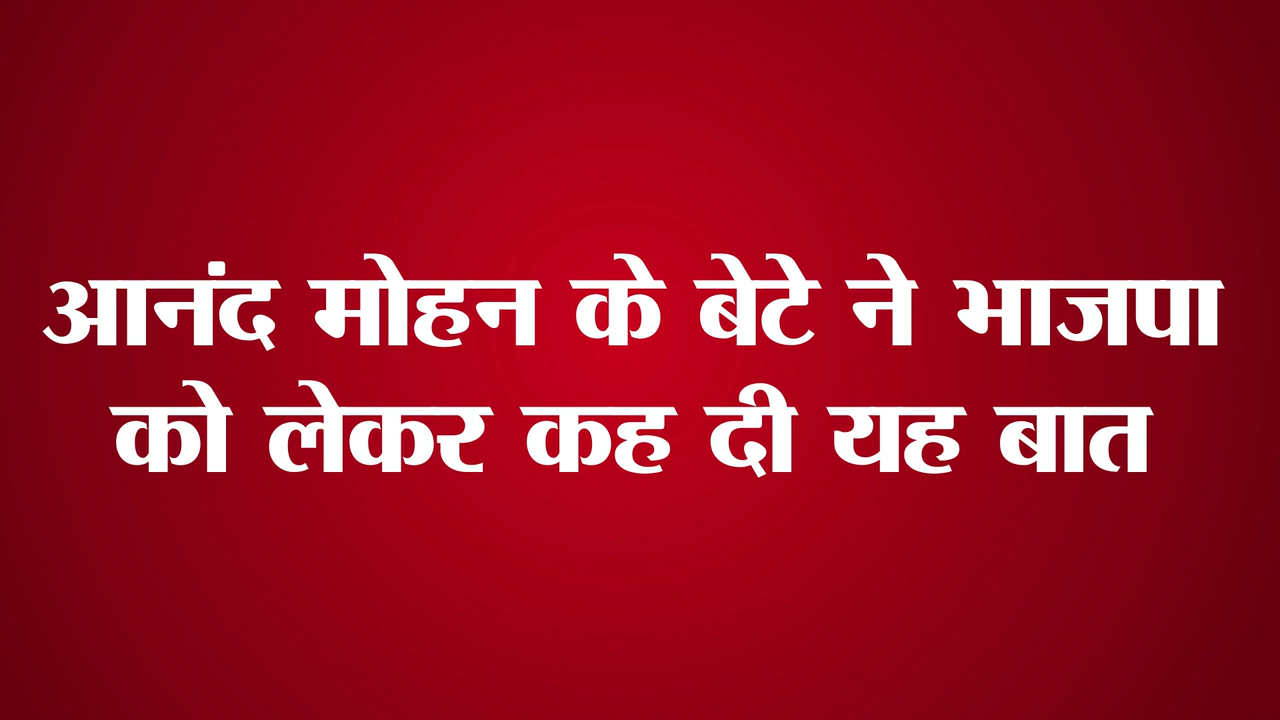 आनंद मोहन के बेटे ने भाजपा
को लेकर कह दी यह बात